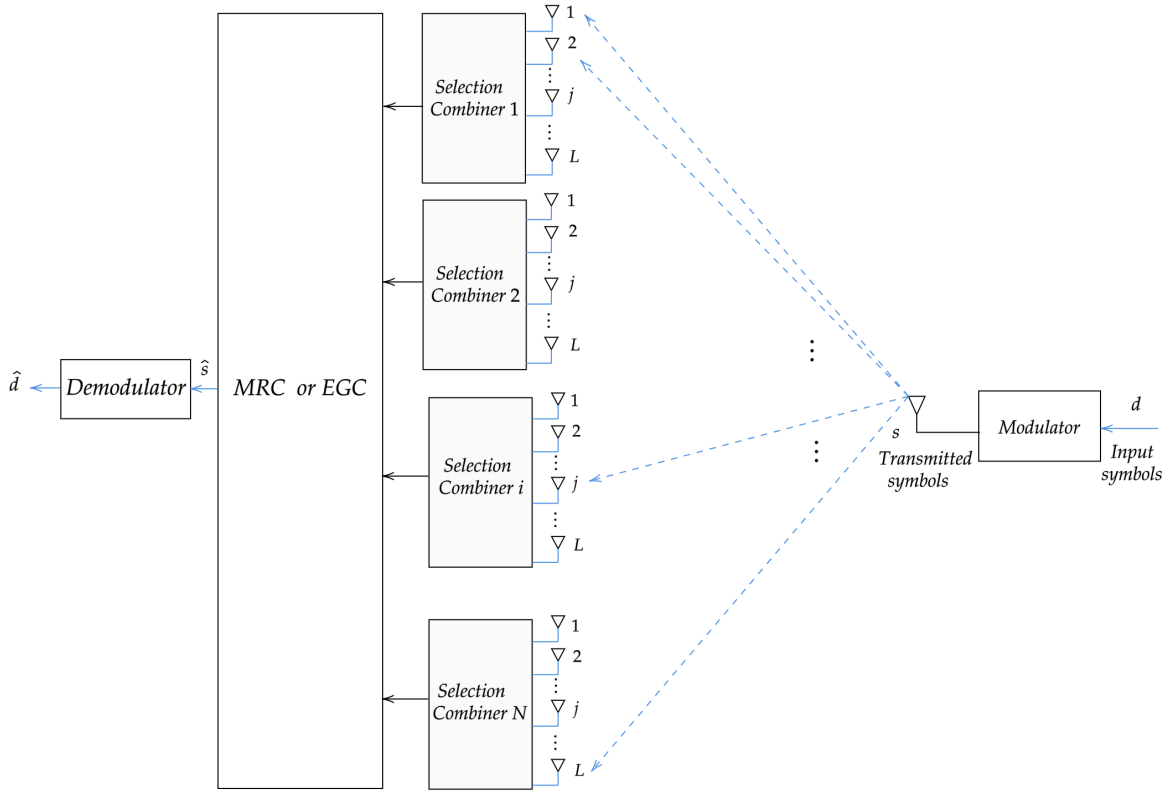 1
2
Selection
Combiner 1
j
L
1
2
Selection
Combiner 2
j
L
d̂
Demodulator
ŝ
MRC or EGC
1
2
Selection
Combiner i
j
L
s
Transmitted
symbols
Modulator
d
Input
symbols
1
2
Selection
Combiner N
j
L